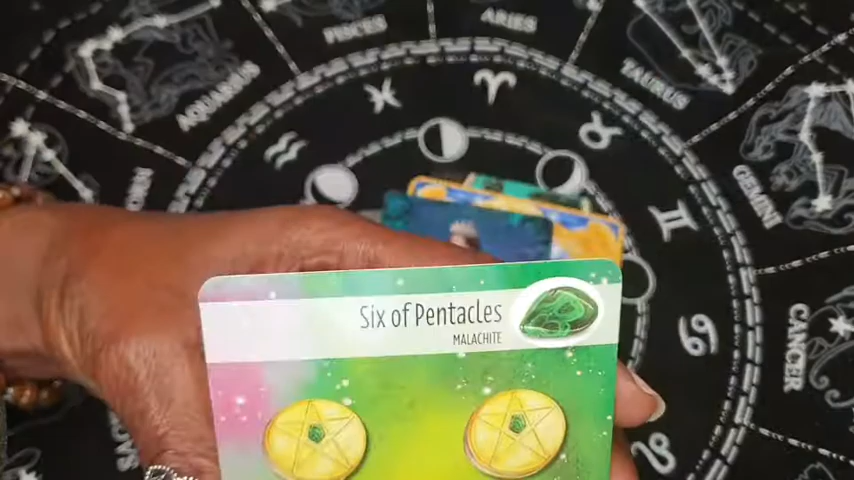 PISCES
ARIES
AQUARIUS
TAURUS
GEMINI
CANCER
Six of Pentacles
MALACHITE